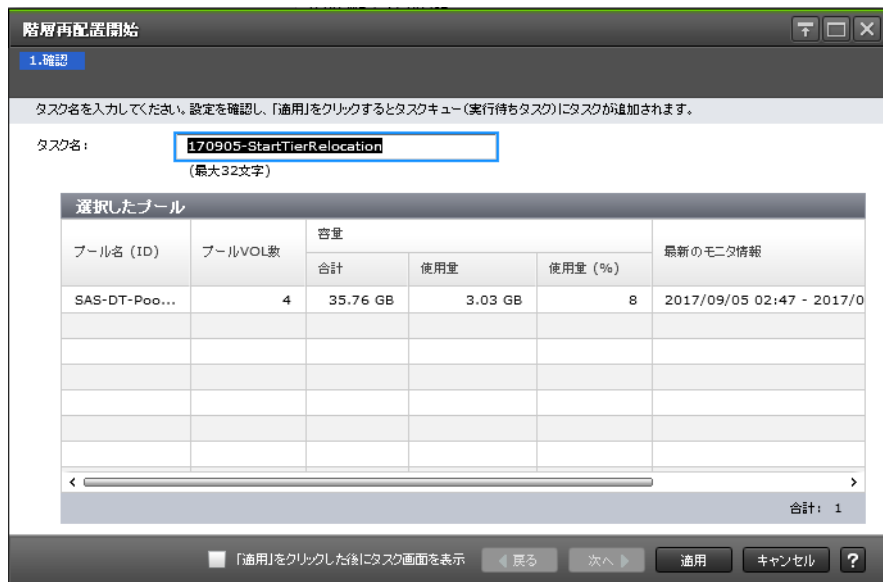 階層再配置開始
1.確認
タスク名を入力してください。設定を確認し、「適用」をクリックするとタスクキュー(実行待ちタスク)にタスクが追加されます。
タスク名:
170905-StartTierRelocation
(最大32文字)
選択したプール
プール名 (ID) プールVOL数 容量 最新のモニタ情報
合計 使用量 使用量 (%)
SAS-DT-Poo... 4 35.76 GB 3.03 GB 8 2017/09/05 02:47 - 2017/0
合計: 1
「適用」をクリックした後にタスク画面を表示 戻る 次へ 適用 キャンセル ?